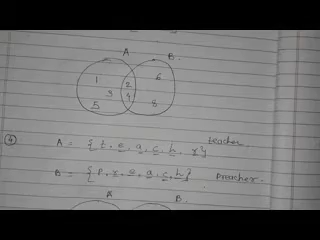 A B.
1 2 6
3 4
5 8
④ A = {t, e, a, c, h, r} teacher
B = {p, r, e, a, c, h} Preacher
A B.